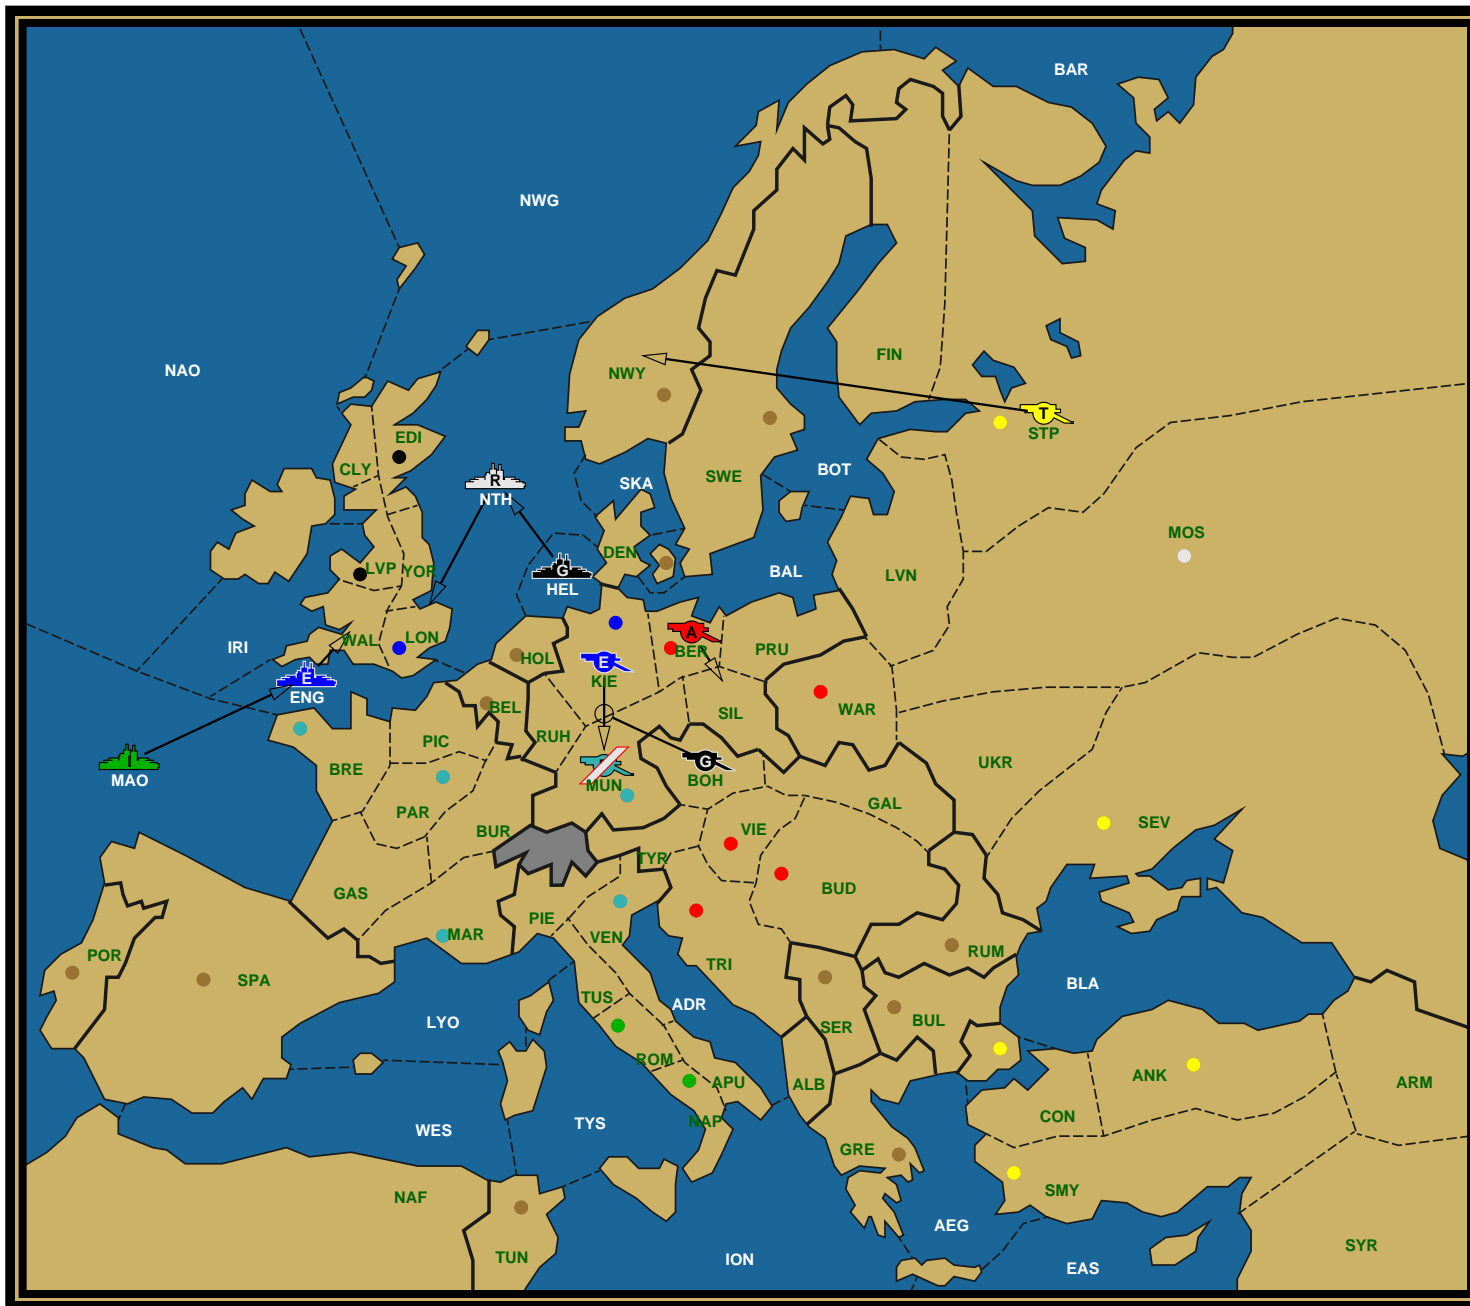 BAR
NWG
NAO
FIN
NWY
T
STP
EDI
CLY
SWE
BOT
SKA
R
NTH
MOS
DEN
G
HEL
BAL
LVN
LVP
YOR
IRI
WAL
LON
A
BER
PRU
HOL
E
KIE
E
ENG
BEL
SIL
WAR
RUH
PIC
I
MAO
BRE
MUN
G
BOH
UKR
PAR
GAL
BUR
VIE
SEV
TYR
GAS
BUD
PIE
VEN
MAR
POR
SPA
TRI
RUM
BLA
TUS
ADR
LYO
SER
BUL
ROM
APU
ALB
ANK
ARM
CON
NAP
TYS
WES
GRE
NAF
SMY
AEG
TUN
ION
EAS
SYR